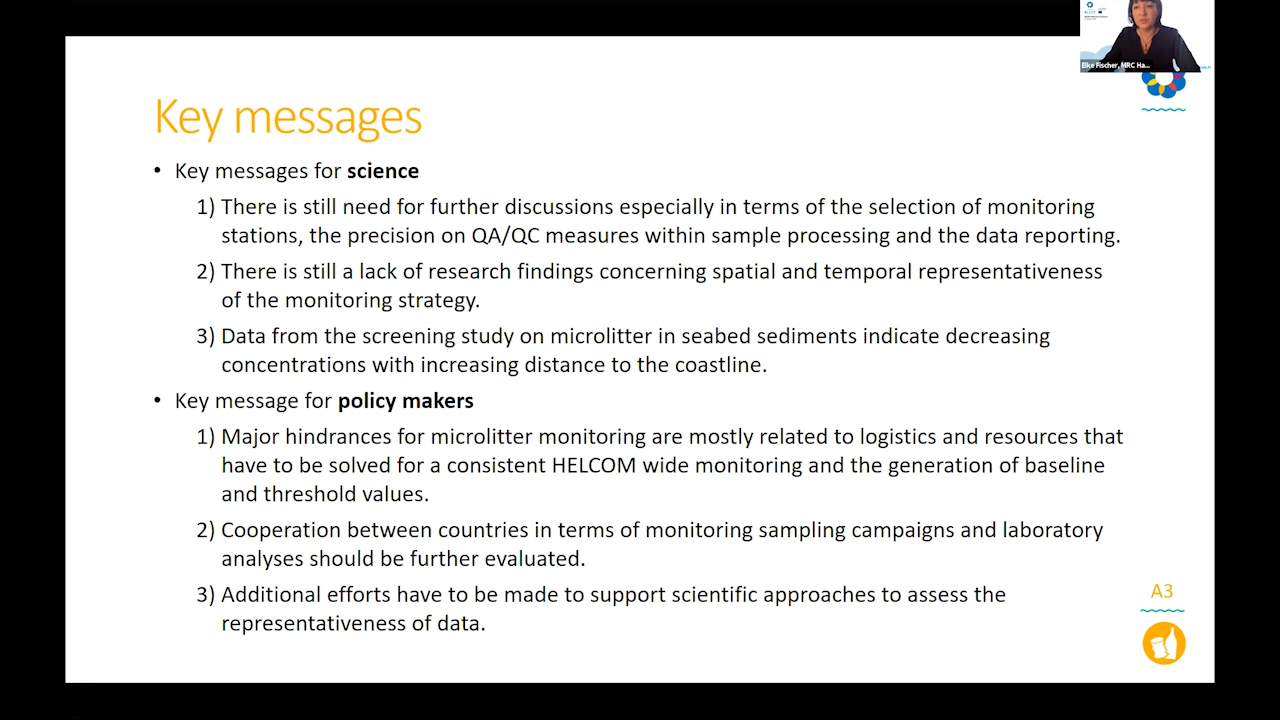 Elke Fischer, MRC Ha...
Key messages
• Key messages for science
1) There is still need for further discussions especially in terms of the selection of monitoring
stations, the precision on QA/QC measures within sample processing and the data reporting.
2) There is still a lack of research findings concerning spatial and temporal representativeness
of the monitoring strategy.
3) Data from the screening study on microlitter in seabed sediments indicate decreasing
concentrations with increasing distance to the coastline.
• Key message for policy makers
1) Major hindrances for microlitter monitoring are mostly related to logistics and resources that
have to be solved for a consistent HELCOM wide monitoring and the generation of baseline
and threshold values.
2) Cooperation between countries in terms of monitoring sampling campaigns and laboratory
analyses should be further evaluated.
3) Additional efforts have to be made to support scientific approaches to assess the
representativeness of data.
A3